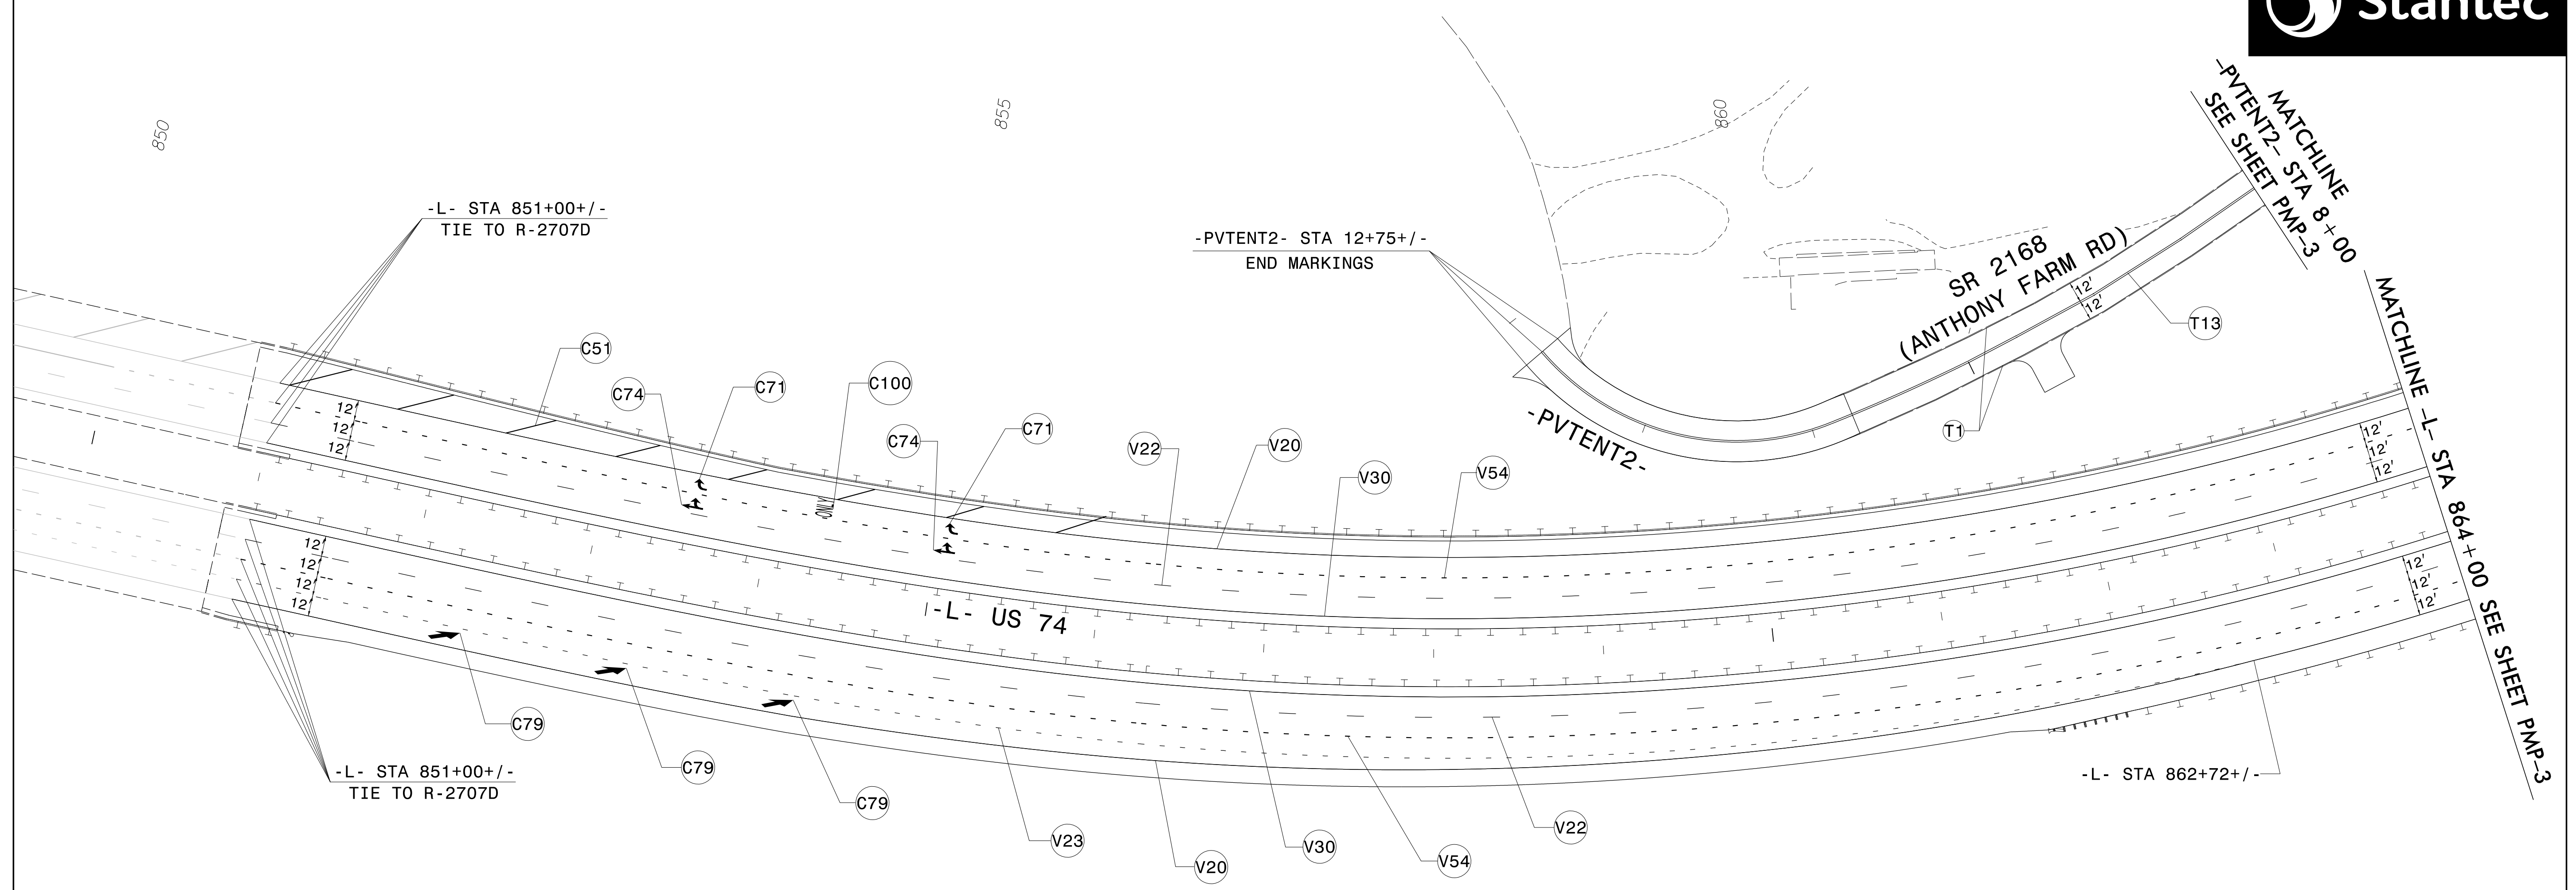 Stantec
850
855
860
-PVTENT2- STA 8+00
MATCHLINE
SEE SHEET PMP-3
-L- STA 851+00+/-
TIE TO R-2707D
-PVTENT2- STA 12+75+/-
END MARKINGS
SR 2168
(ANTHONY FARM RD)
12'
12'
T13
T1
-PVTENT2-
MATCHLINE -L- STA 864+00 SEE SHEET PMP-3
C51
C74
C71
C100
C74
C71
V22
V20
V30
V54
12'
12'
12'
12'
12'
12'
12'
12'
12'
12'
12'
12'
12'
-L- US 74
C79
C79
C79
-L- STA 851+00+/-
TIE TO R-2707D
V23
V20
V30
V54
V22
-L- STA 862+72+/-